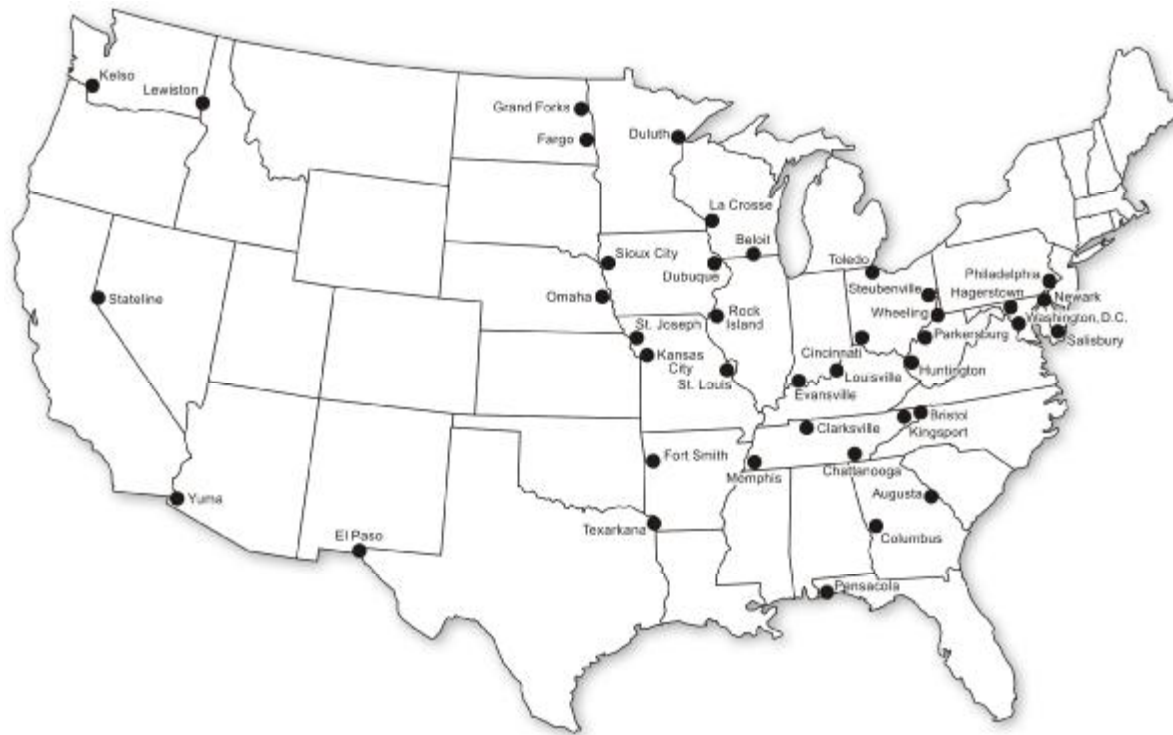 Kelso
Lewiston
Grand Forks
Fargo
Duluth
La Crosse
Beloit
Sioux City
Dubuque
Toledo
Philadelphia
Steubenville
Hagerstown
Newark
Stateline
Omaha
Rock
Island
Wheeling
Washington, D.C.
St. Joseph
Parkersburg
Salisbury
Kansas
City
Cincinnati
St. Louis
Louisville
Huntington
Evansville
Bristol
Clarksville
Kingsport
Fort Smith
Memphis
Chattanooga
Yuma
Augusta
Texarkana
El Paso
Columbus
Pensacola